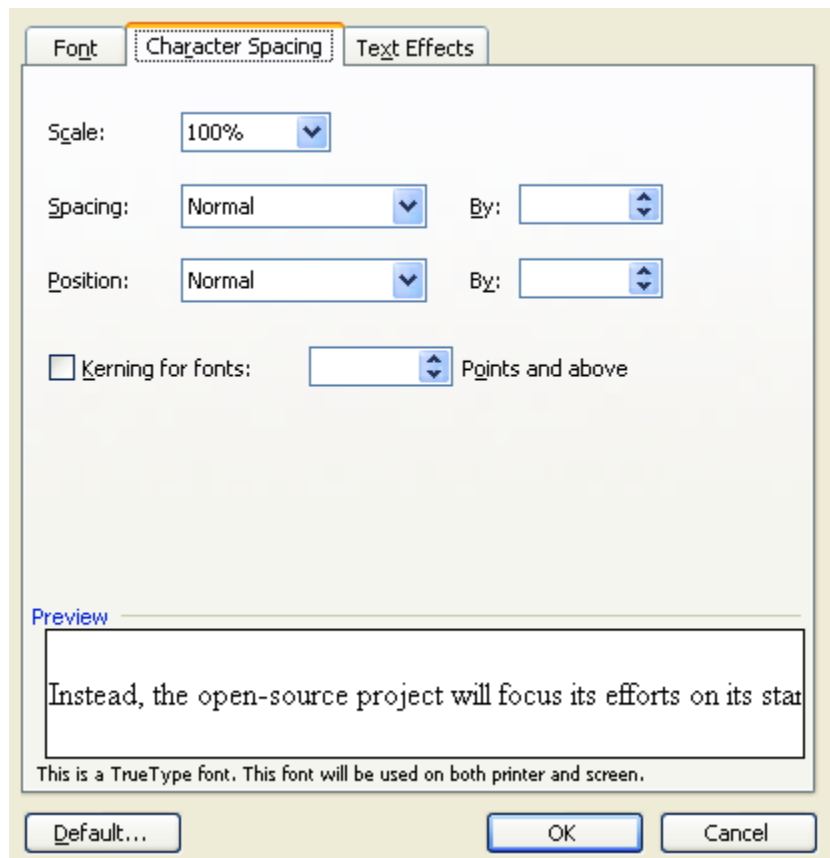 Font Character Spacing Text Effects
Scale: 100%
Spacing: Normal By:
Position: Normal By:
Kerning for fonts: Points and above
Preview
Instead, the open-source project will focus its efforts on its star
This is a TrueType font. This font will be used on both printer and screen.
Default... OK Cancel